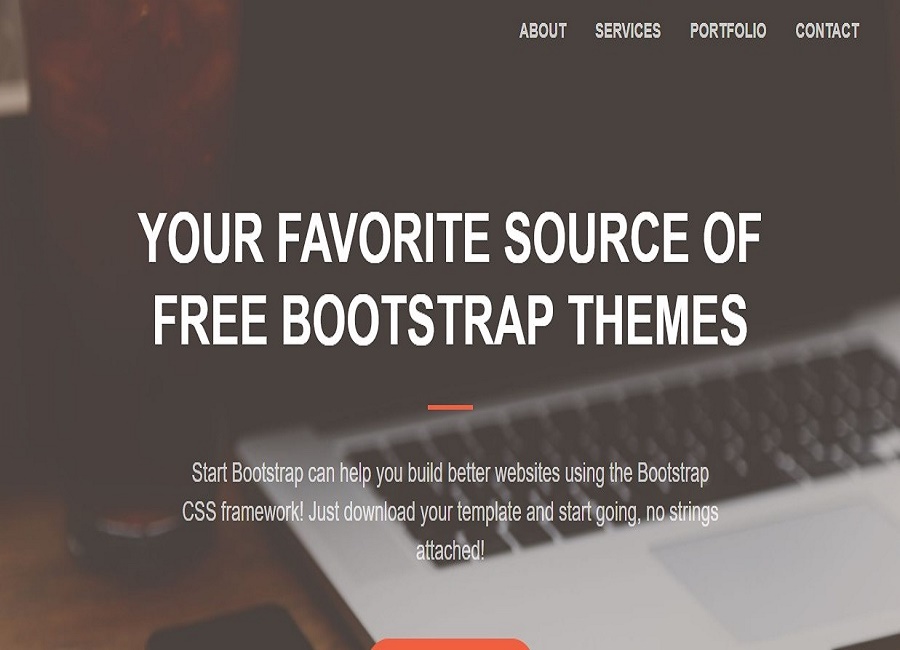 ABOUT SERVICES PORTFOLIO CONTACT
YOUR FAVORITE SOURCE OF
FREE BOOTSTRAP THEMES
Start Bootstrap can help you build better websites using the Bootstrap
CSS framework! Just download your template and start going, no strings
attached!